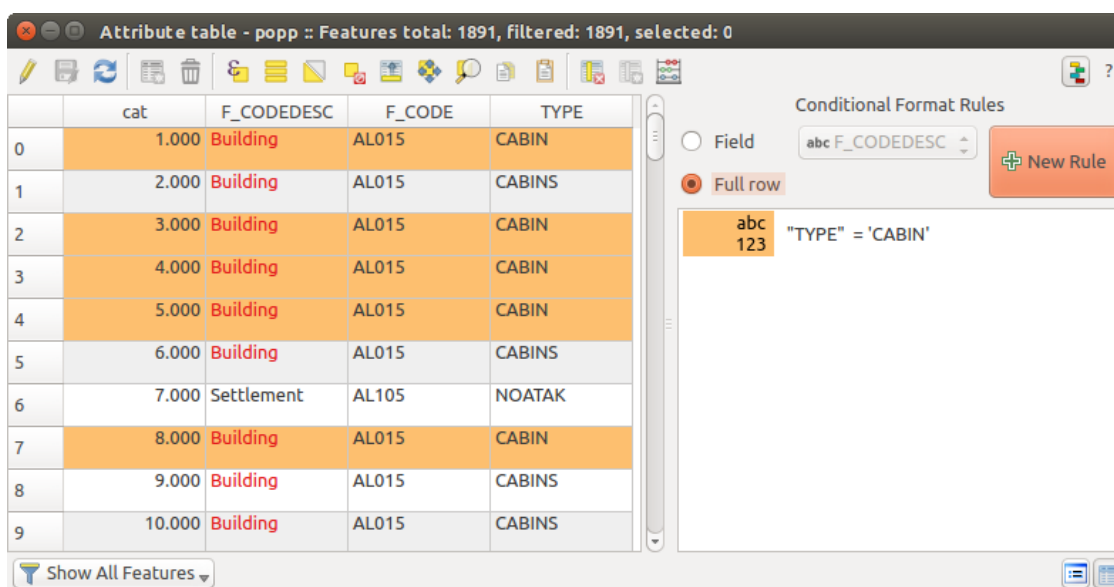 Attribute table - popp :: Features total: 1891, filtered: 1891, selected: 0
?
cat F_CODEDESC F_CODE TYPE
0 1.000 Building AL015 CABIN
1 2.000 Building AL015 CABINS
2 3.000 Building AL015 CABIN
3 4.000 Building AL015 CABIN
4 5.000 Building AL015 CABIN
5 6.000 Building AL015 CABINS
6 7.000 Settlement AL105 NOATAK
7 8.000 Building AL015 CABIN
8 9.000 Building AL015 CABINS
9 10.000 Building AL015 CABINS
Show All Features
Conditional Format Rules
Field abc F_CODEDESC
New Rule
Full row
abc
123
"TYPE" = 'CABIN'